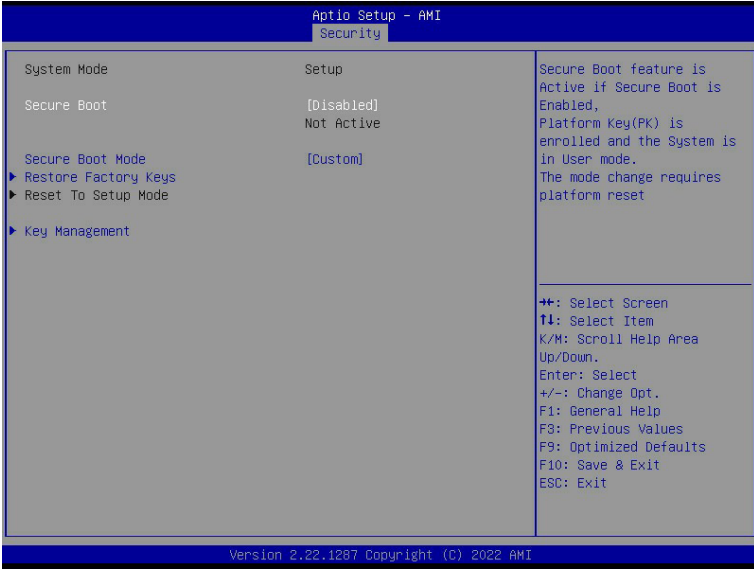 Aptio Setup – AMI
Security
System Mode Setup
Secure Boot [Disabled]
Not Active
Secure Boot Mode [Custom]
▶ Restore Factory Keys
▶ Reset To Setup Mode
▶ Key Management
Secure Boot feature is
Active if Secure Boot is
Enabled,
Platform Key(PK) is
enrolled and the System is
in User mode.
The mode change requires
platform reset
→←: Select Screen
↑↓: Select Item
K/M: Scroll Help Area
Up/Down.
Enter: Select
+/-: Change Opt.
F1: General Help
F3: Previous Values
F9: Optimized Defaults
F10: Save & Exit
ESC: Exit
Version 2.22.1287 Copyright (C) 2022 AMI